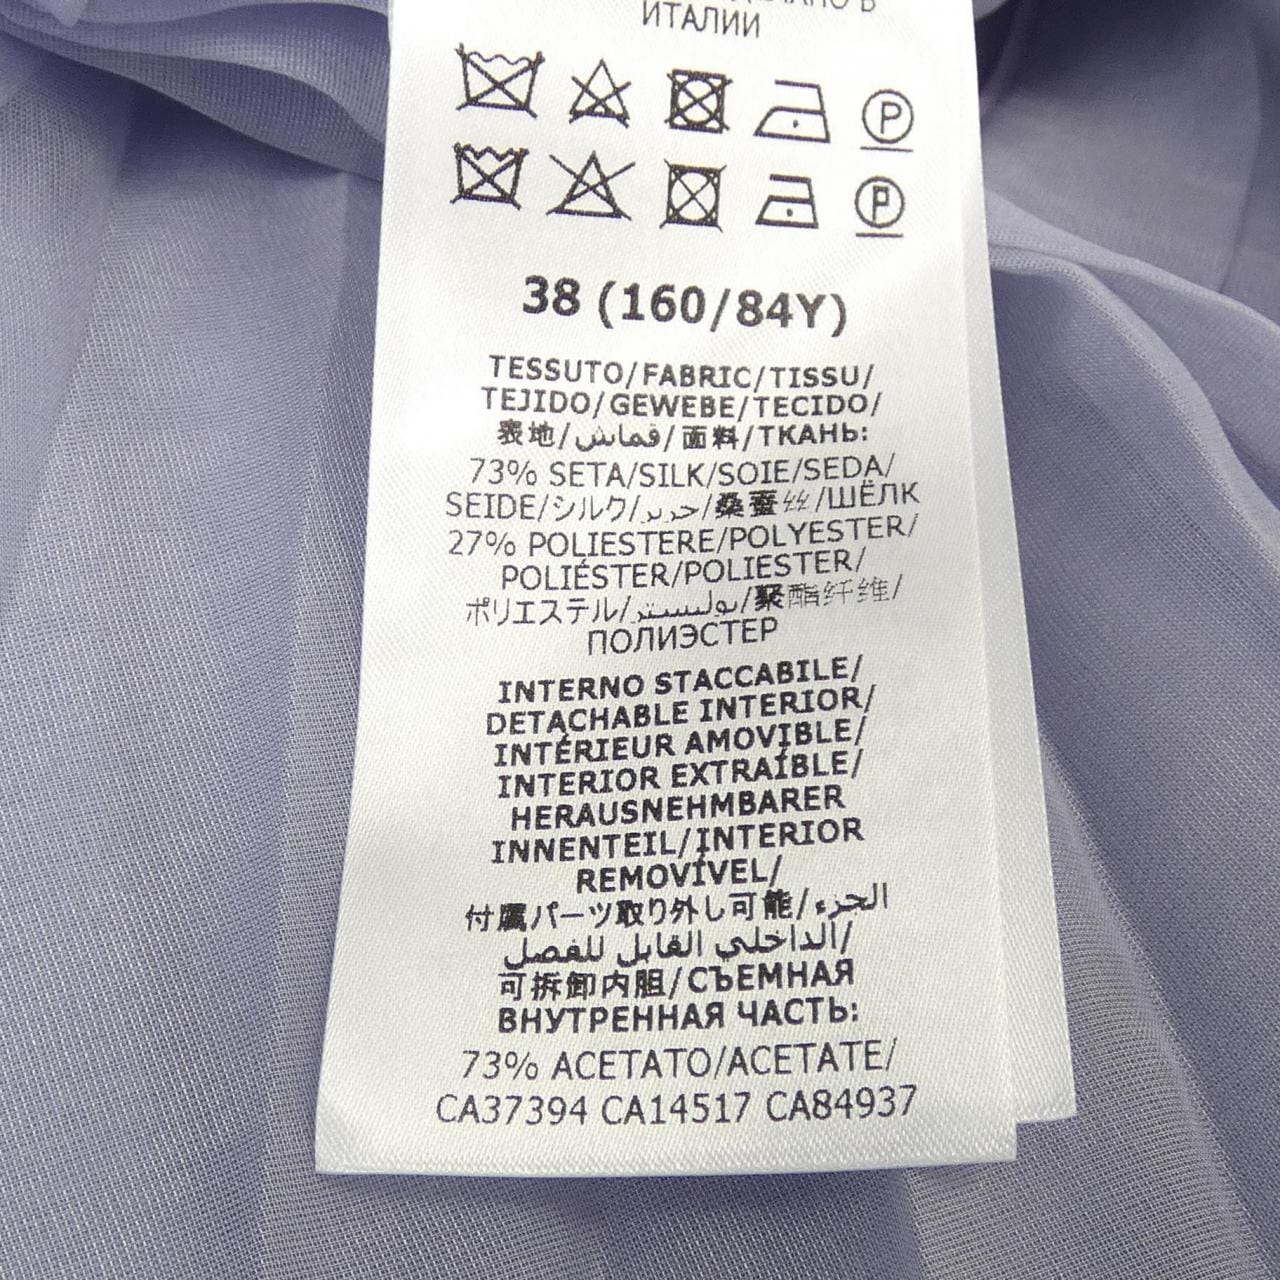 ИТАЛИИ
P
P
38 (160/84Y)
TESSUTO/FABRIC/TISSU/
TEJIDO/GEWEBE/TECIDO/
表地/قماش/面料/ТКАНЬ:
73% SETA/SILK/SOIE/SEDA/
SEIDE/シルク/حرير/桑蚕丝/ШЁЛК
27% POLIESTERE/POLYESTER/
POLIÉSTER/POLIESTER/
ポリエステル/بوليستر/聚酯纤维/
ПОЛИЭСТЕР
INTERNO STACCABILE/
DETACHABLE INTERIOR/
INTÉRIEUR AMOVIBLE/
INTERIOR EXTRAÍBLE/
HERAUSNEHMBARER
INNENTEIL/INTERIOR
REMOVÍVEL/
付属パーツ取り外し可能/الجزء
الداخلي القابل للفصل/
可拆卸内胆/СЪЕМНАЯ
ВНУТРЕННАЯ ЧАСТЬ:
73% ACETATO/ACETATE/
CA37394 CA14517 CA84937